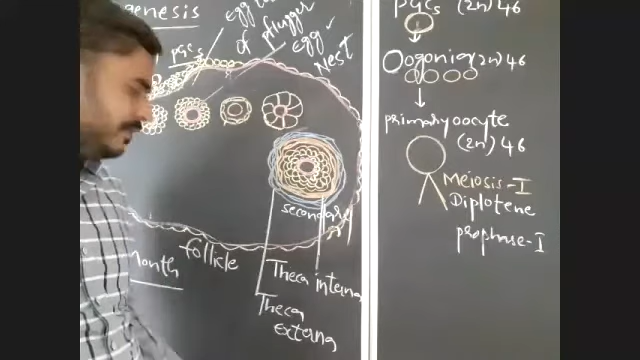 genesis
egg
PGCs
of pflugger
egg
Nest
secondary
follicle
Month
Theca interna
Theca
externa
PGCs (2n) 46
Oogonia (2n) 46
primary oocyte
(2n) 46
Meiosis-I
Diplotene
prophase-I